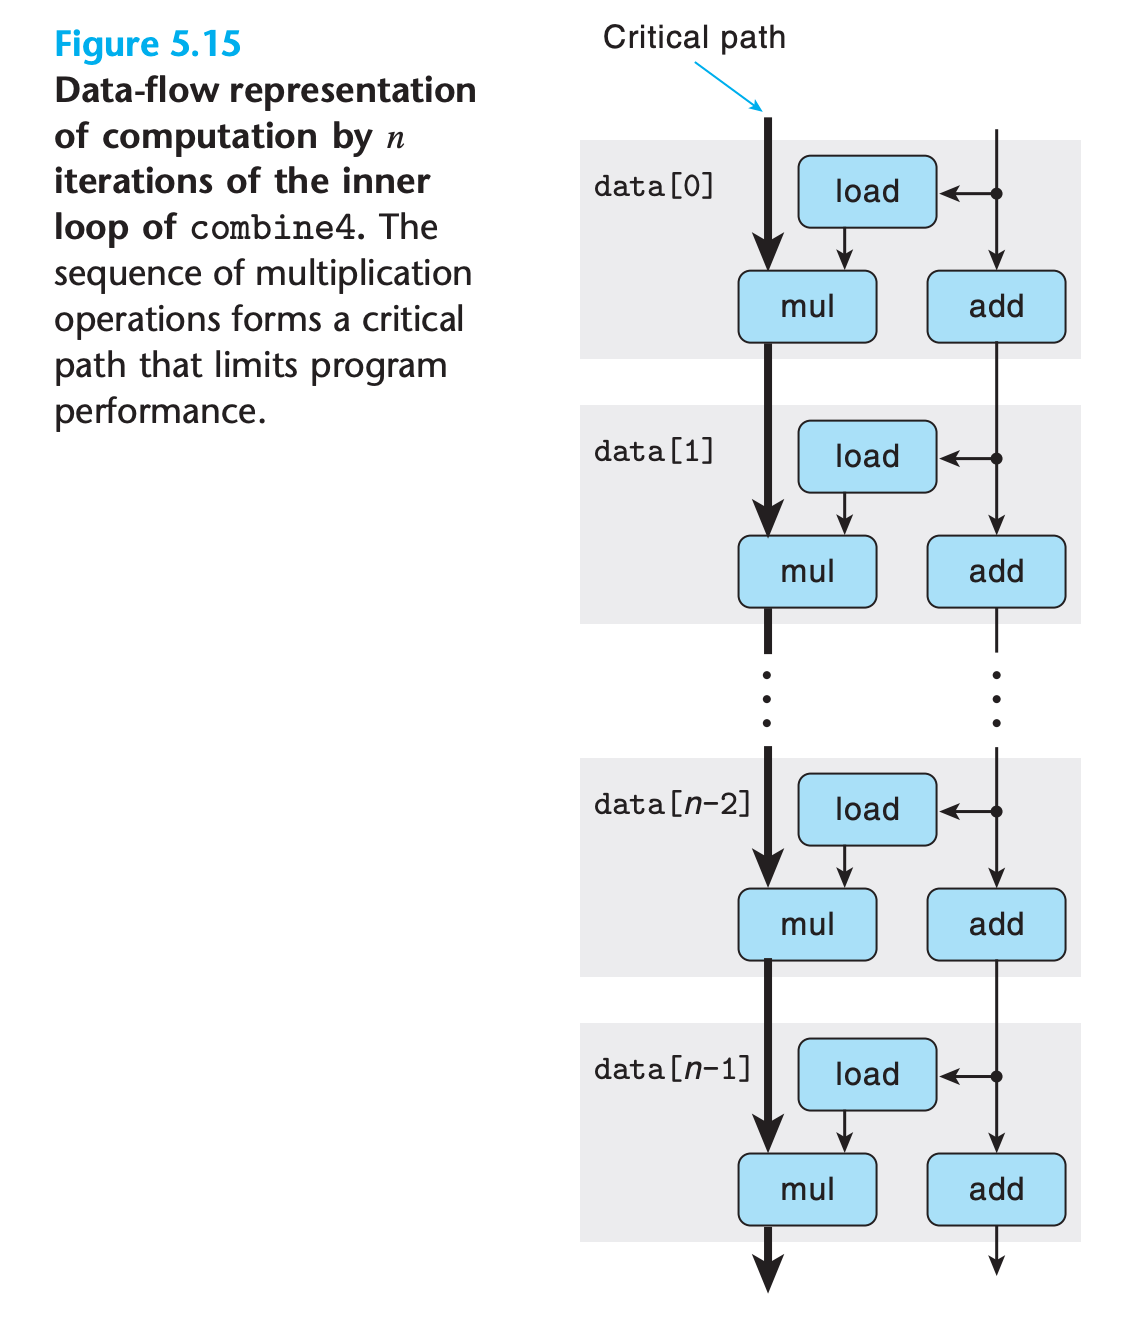 Figure 5.15
Data-flow representation
of computation by n
iterations of the inner
loop of combine4. The
sequence of multiplication
operations forms a critical
path that limits program
performance.
Critical path
data[0]
load
mul
add
data[1]
load
mul
add
data[n-2]
load
mul
add
data[n-1]
load
mul
add